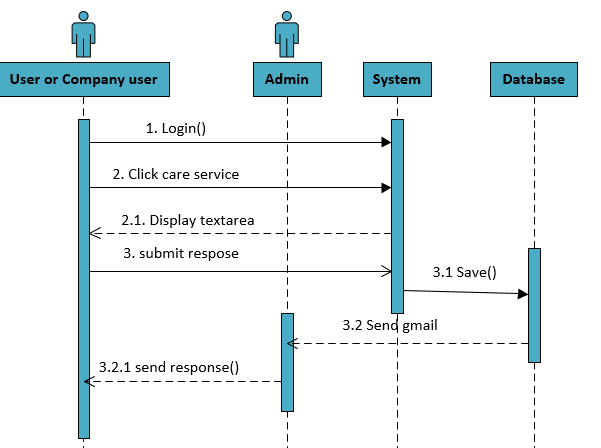 User or Company user
Admin
System
Database
1. Login()
2. Click care service
2.1. Display textarea
3. submit respose
3.1 Save()
3.2 Send gmail
3.2.1 send response()